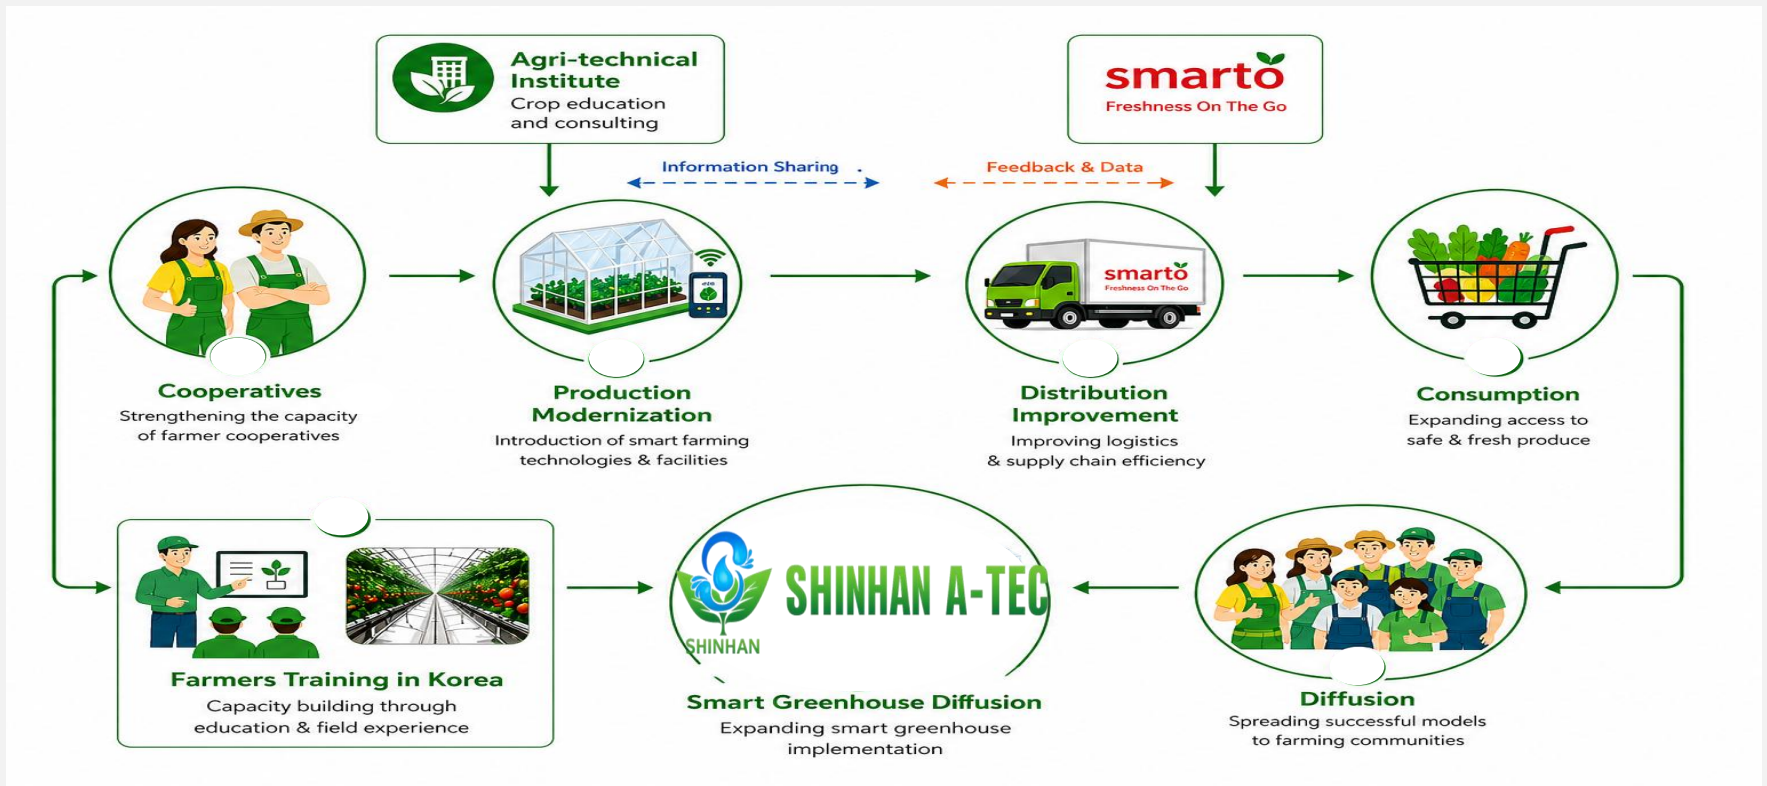 Agri-technical
Institute
Crop education
and consulting
smarto
Freshness On The Go
Information Sharing .
Feedback & Data
smarto
Freshness On The Go
Cooperatives
Strengthening the capacity
of farmer cooperatives
Production
Modernization
Introduction of smart farming
technologies & facilities
Distribution
Improvement
Improving logistics
& supply chain efficiency
Consumption
Expanding access to
safe & fresh produce
Farmers Training in Korea
Capacity building through
education & field experience
SHINHAN
SHINHAN A-TEC
Smart Greenhouse Diffusion
Expanding smart greenhouse
implementation
Diffusion
Spreading successful models
to farming communities